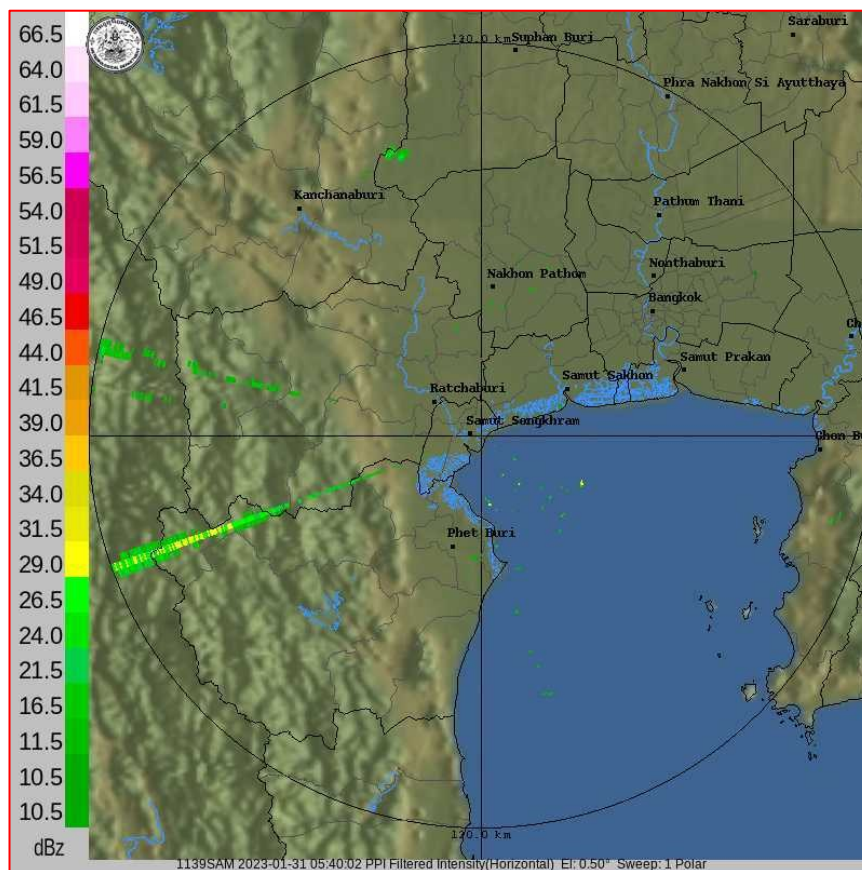 66.5
64.0
61.5
59.0
56.5
54.0
51.5
49.0
46.5
44.0
41.5
39.0
36.5
34.0
31.5
29.0
26.5
24.0
21.5
16.5
11.5
10.5
10.5
dBz
120.0 km
Suphan Buri
Saraburi
Phra Nakhon Si Ayutthaya
Kanchanaburi
Pathum Thani
Nonthaburi
Nakhon Pathom
Bangkok
Ch
Samut Prakan
Samut Sakhon
Ratchaburi
Samut Songkhram
Chon Bu
Phet Buri
120.0 km
1139SAM 2023-01-31 05:40:02 PPI Filtered Intensity(Horizontal) El: 0.50° Sweep: 1 Polar